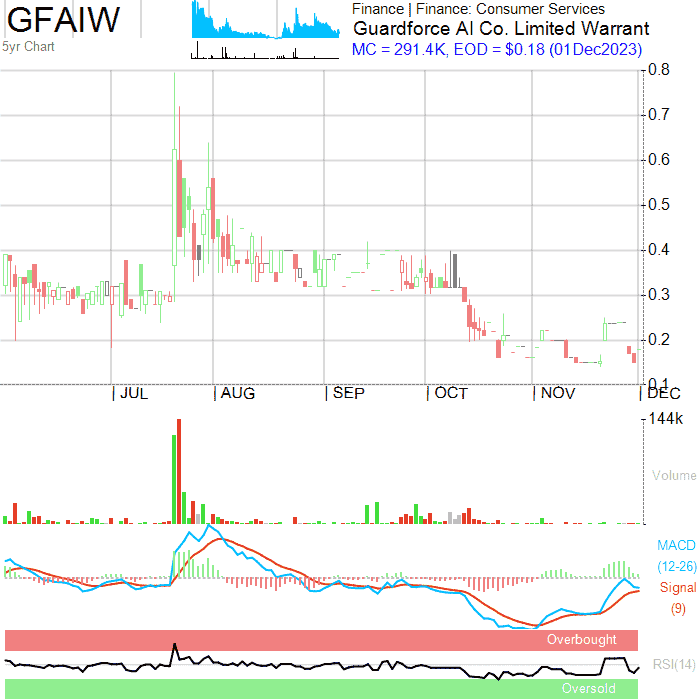 GFAIW
5yr Chart
Finance | Finance: Consumer Services
Guardforce AI Co. Limited Warrant
MC = 291.4K, EOD = $0.18 (01Dec2023)
0.8
0.7
0.6
0.5
0.4
0.3
0.2
0.1
JUL AUG SEP OCT NOV DEC
144k
Volume
MACD
(12-26)
Signal
(9)
Overbought
RSI(14)
Oversold